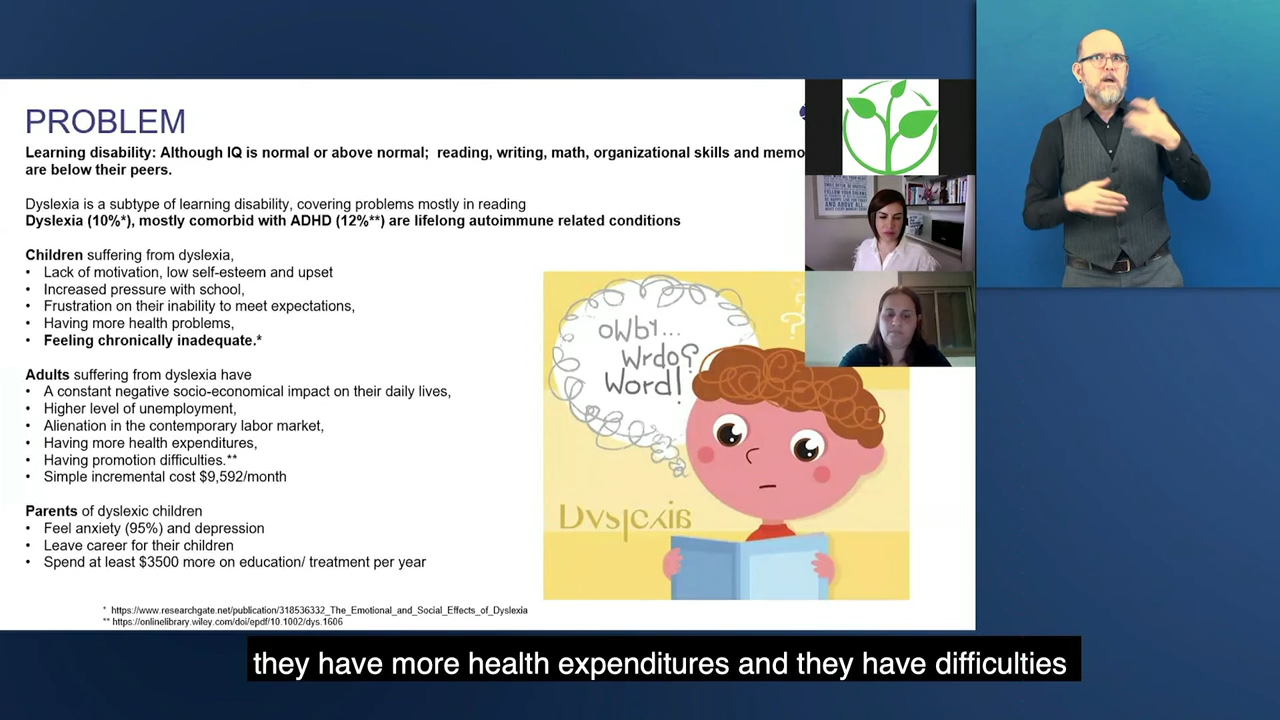 PROBLEM
Learning disability: Although IQ is normal or above normal;  reading, writing, math, organizational skills and memo
are below their peers.
Dyslexia is a subtype of learning disability, covering problems mostly in reading
Dyslexia (10%*), mostly comorbid with ADHD (12%**) are lifelong autoimmune related conditions
Children suffering from dyslexia,
• Lack of motivation, low self-esteem and upset
• Increased pressure with school,
• Frustration on their inability to meet expectations,
• Having more health problems,
• Feeling chronically inadequate.*
Adults suffering from dyslexia have
• A constant negative socio-economical impact on their daily lives,
• Higher level of unemployment,
• Alienation in the contemporary labor market,
• Having more health expenditures,
• Having promotion difficulties.**
• Simple incremental cost $9,592/month
Parents of dyslexic children
• Feel anxiety (95%) and depression
• Leave career for their children
• Spend at least $3500 more on education/ treatment per year
oWbr...
Wrdo?
Word!
Dyslexia
* https://www.researchgate.net/publication/318536332_The_Emotional_and_Social_Effects_of_Dyslexia
** https://onlinelibrary.wiley.com/doi/epdf/10.1002/dys.1606
they have more health expenditures and they have difficulties